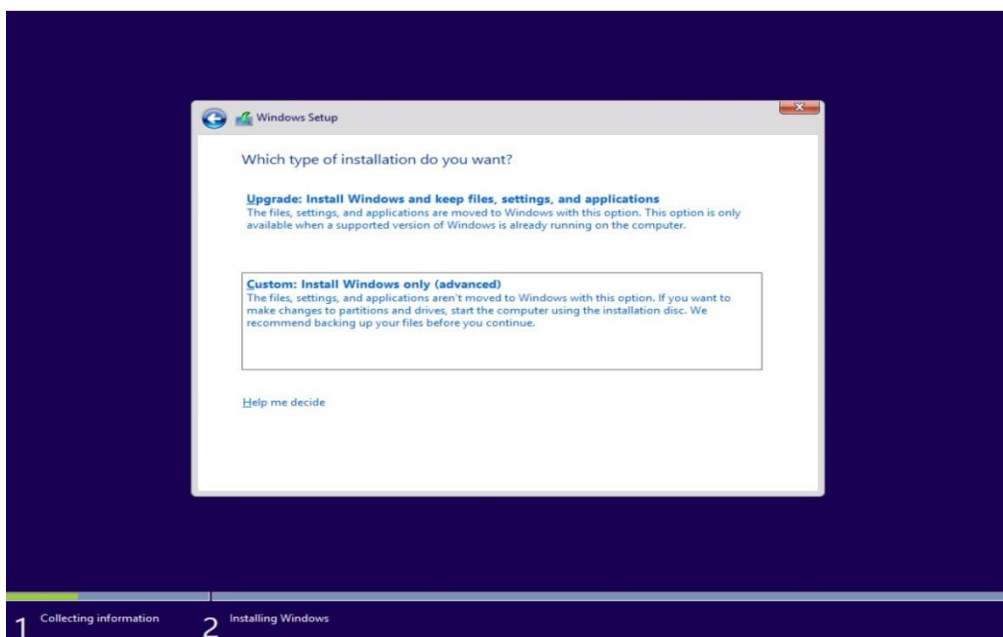 Windows Setup
Which type of installation do you want?
Upgrade: Install Windows and keep files, settings, and applications
The files, settings, and applications are moved to Windows with this option. This option is only
available when a supported version of Windows is already running on the computer.
Custom: Install Windows only (advanced)
The files, settings, and applications aren't moved to Windows with this option. If you want to
make changes to partitions and drives, start the computer using the installation disc. We
recommend backing up your files before you continue.
Help me decide
1 Collecting information
2 Installing Windows